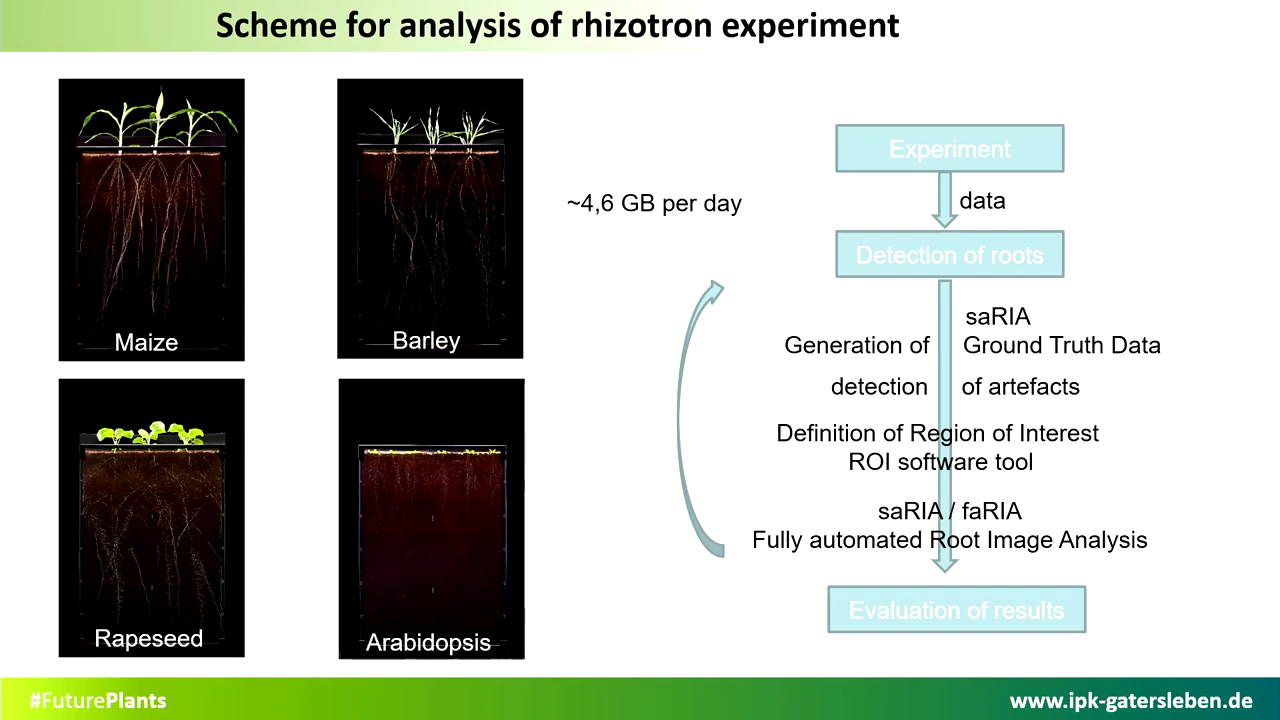 Scheme for analysis of rhizotron experiment
Maize
Barley
Rapeseed
Arabidopsis
~4,6 GB per day
Experiment
data
Detection of roots
saRIA
Generation of Ground Truth Data
detection of artefacts
Definition of Region of Interest
ROI software tool
saRIA / faRIA
Fully automated Root Image Analysis
Evaluation of results
#FuturePlants
www.ipk-gatersleben.de